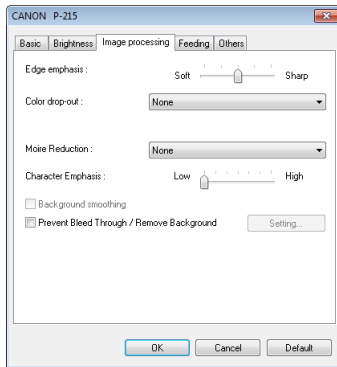 CANON P-215
Basic Brightness Image processing Feeding Others
Edge emphasis : Soft Sharp
Color drop-out : None
Moire Reduction : None
Character Emphasis : Low High
Background smoothing
Prevent Bleed Through / Remove Background Setting...
OK Cancel Default